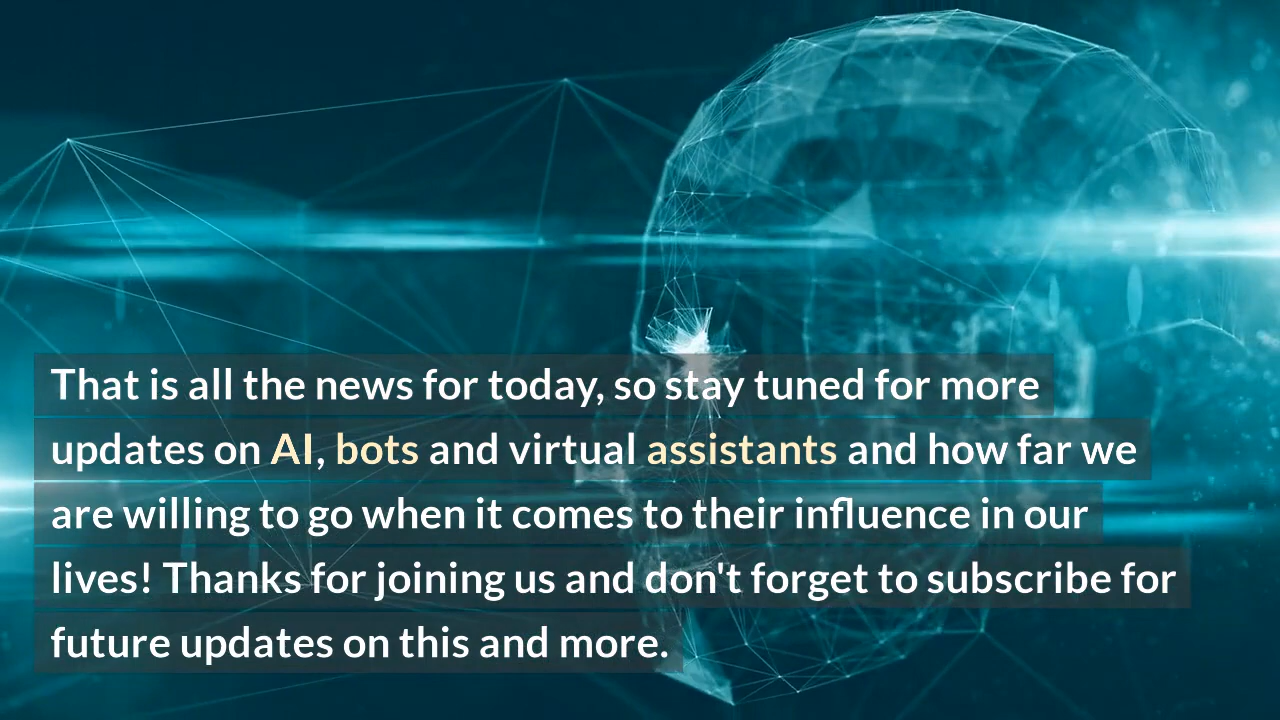 That is all the news for today, so stay tuned for more
updates on AI, bots and virtual assistants and how far we
are willing to go when it comes to their influence in our
lives! Thanks for joining us and don't forget to subscribe for
future updates on this and more.